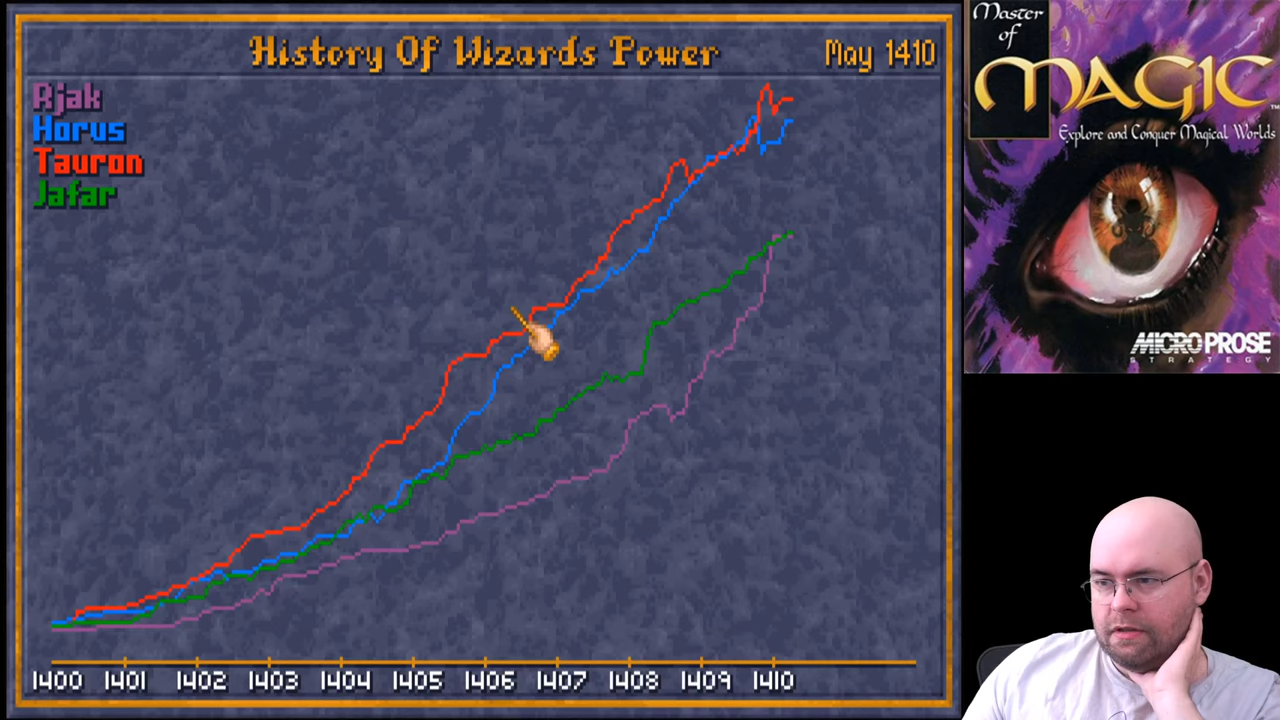 History Of Wizards Power
May 1410
Rjak
Horus
Tauron
Jafar
1400 1401 1402 1403 1404 1405 1406 1407 1408 1409 1410
Master
of
MAGIC™
Explore and Conquer Magical Worlds
MICROPROSE
STRATEGY